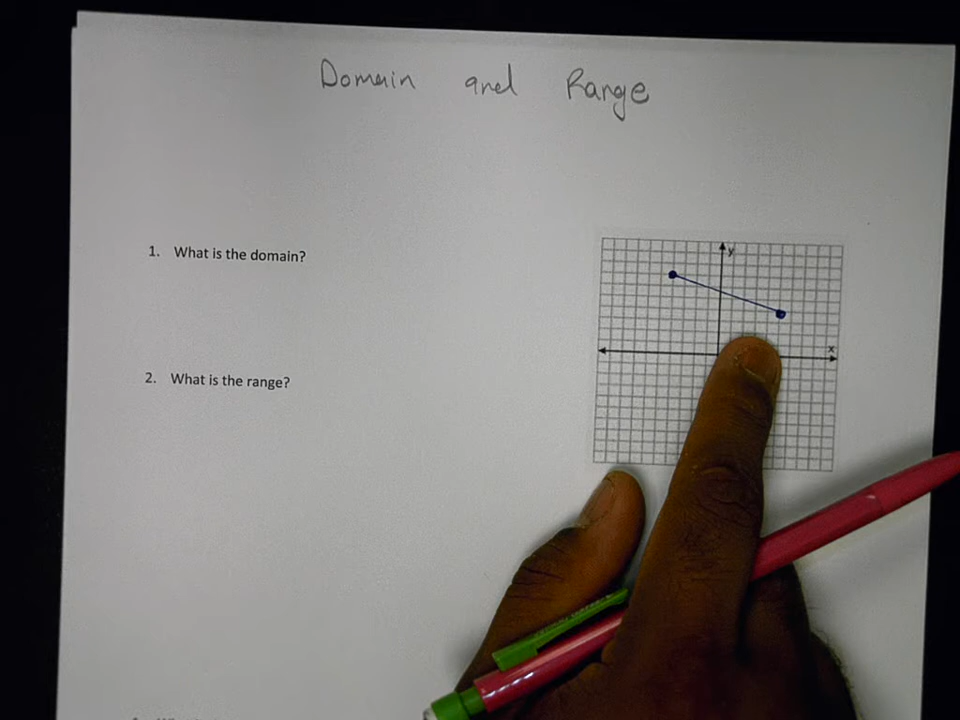 Domain and Range
1. What is the domain?
y
x
2. What is the range?